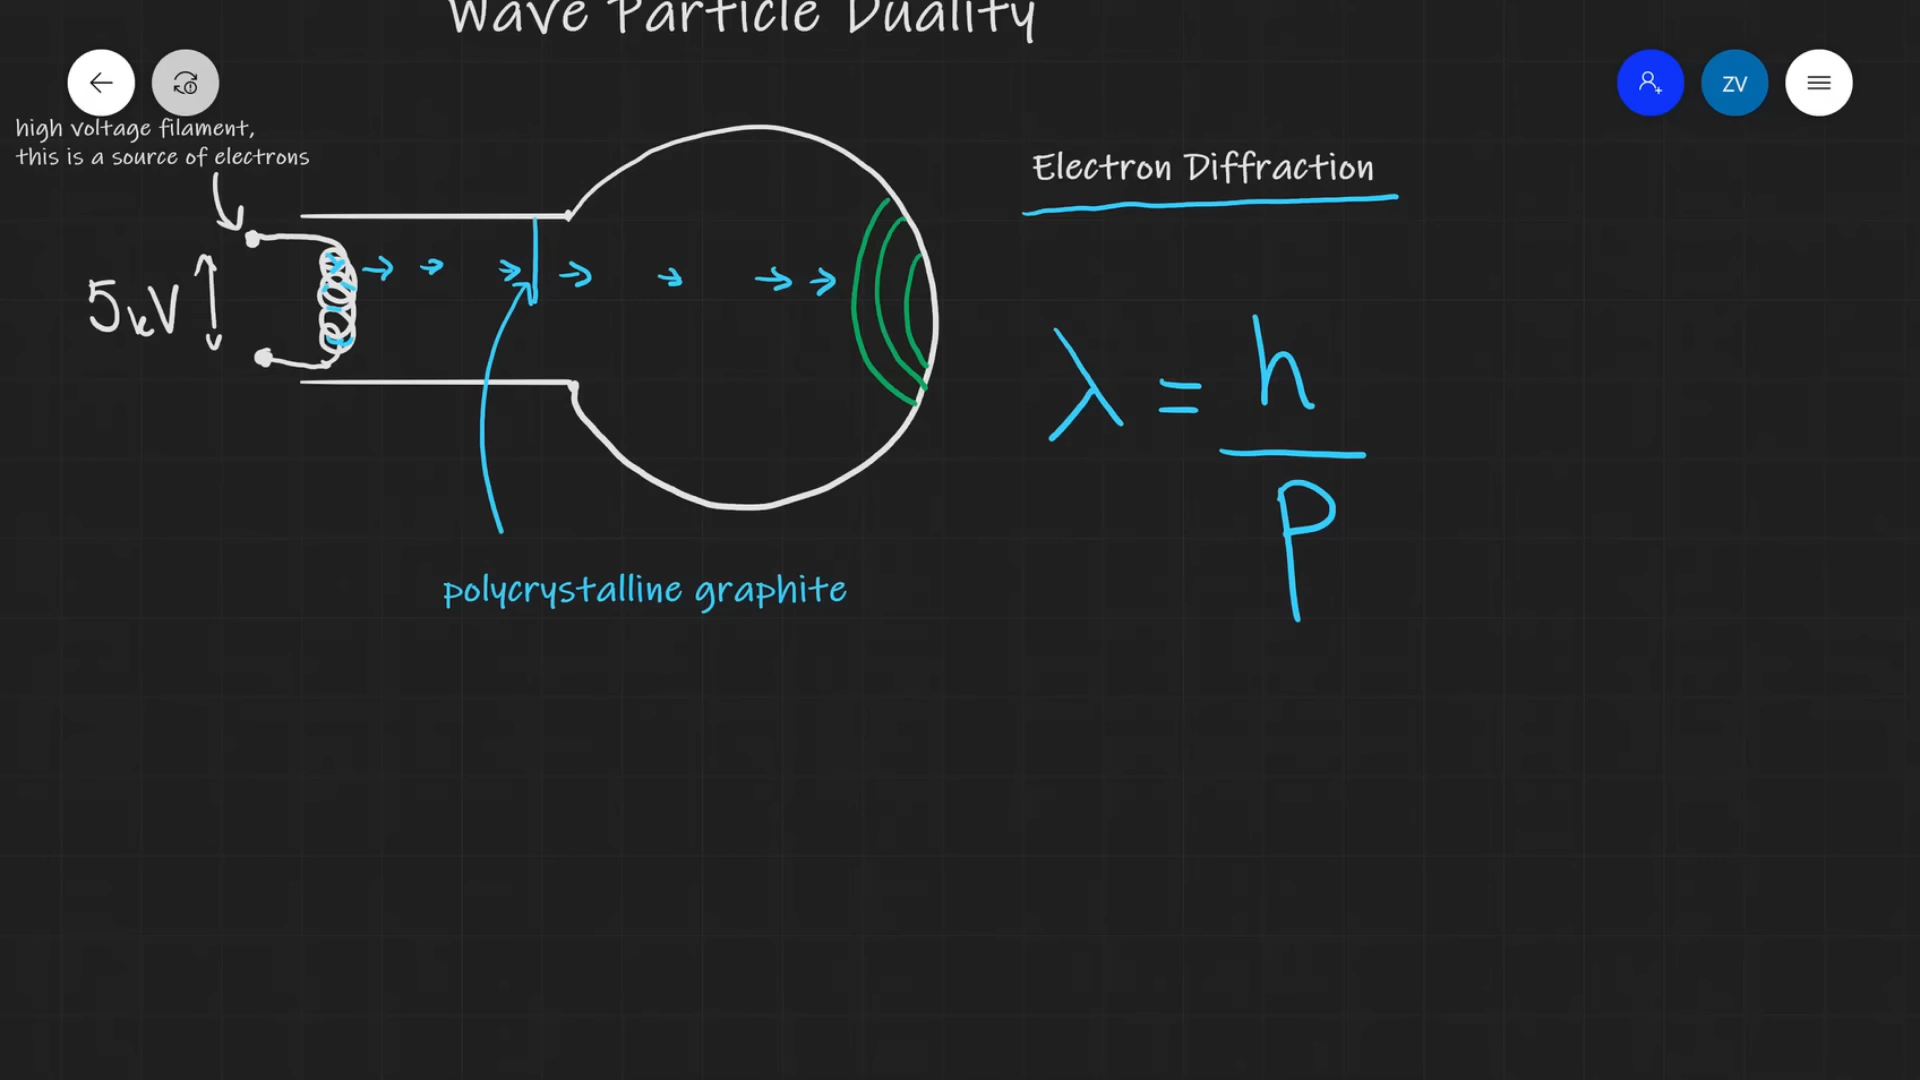 Wave Particle Duality
ZV
high voltage filament,
this is a source of electrons
Electron Diffraction
5kV
λ = h
P
polycrystalline graphite